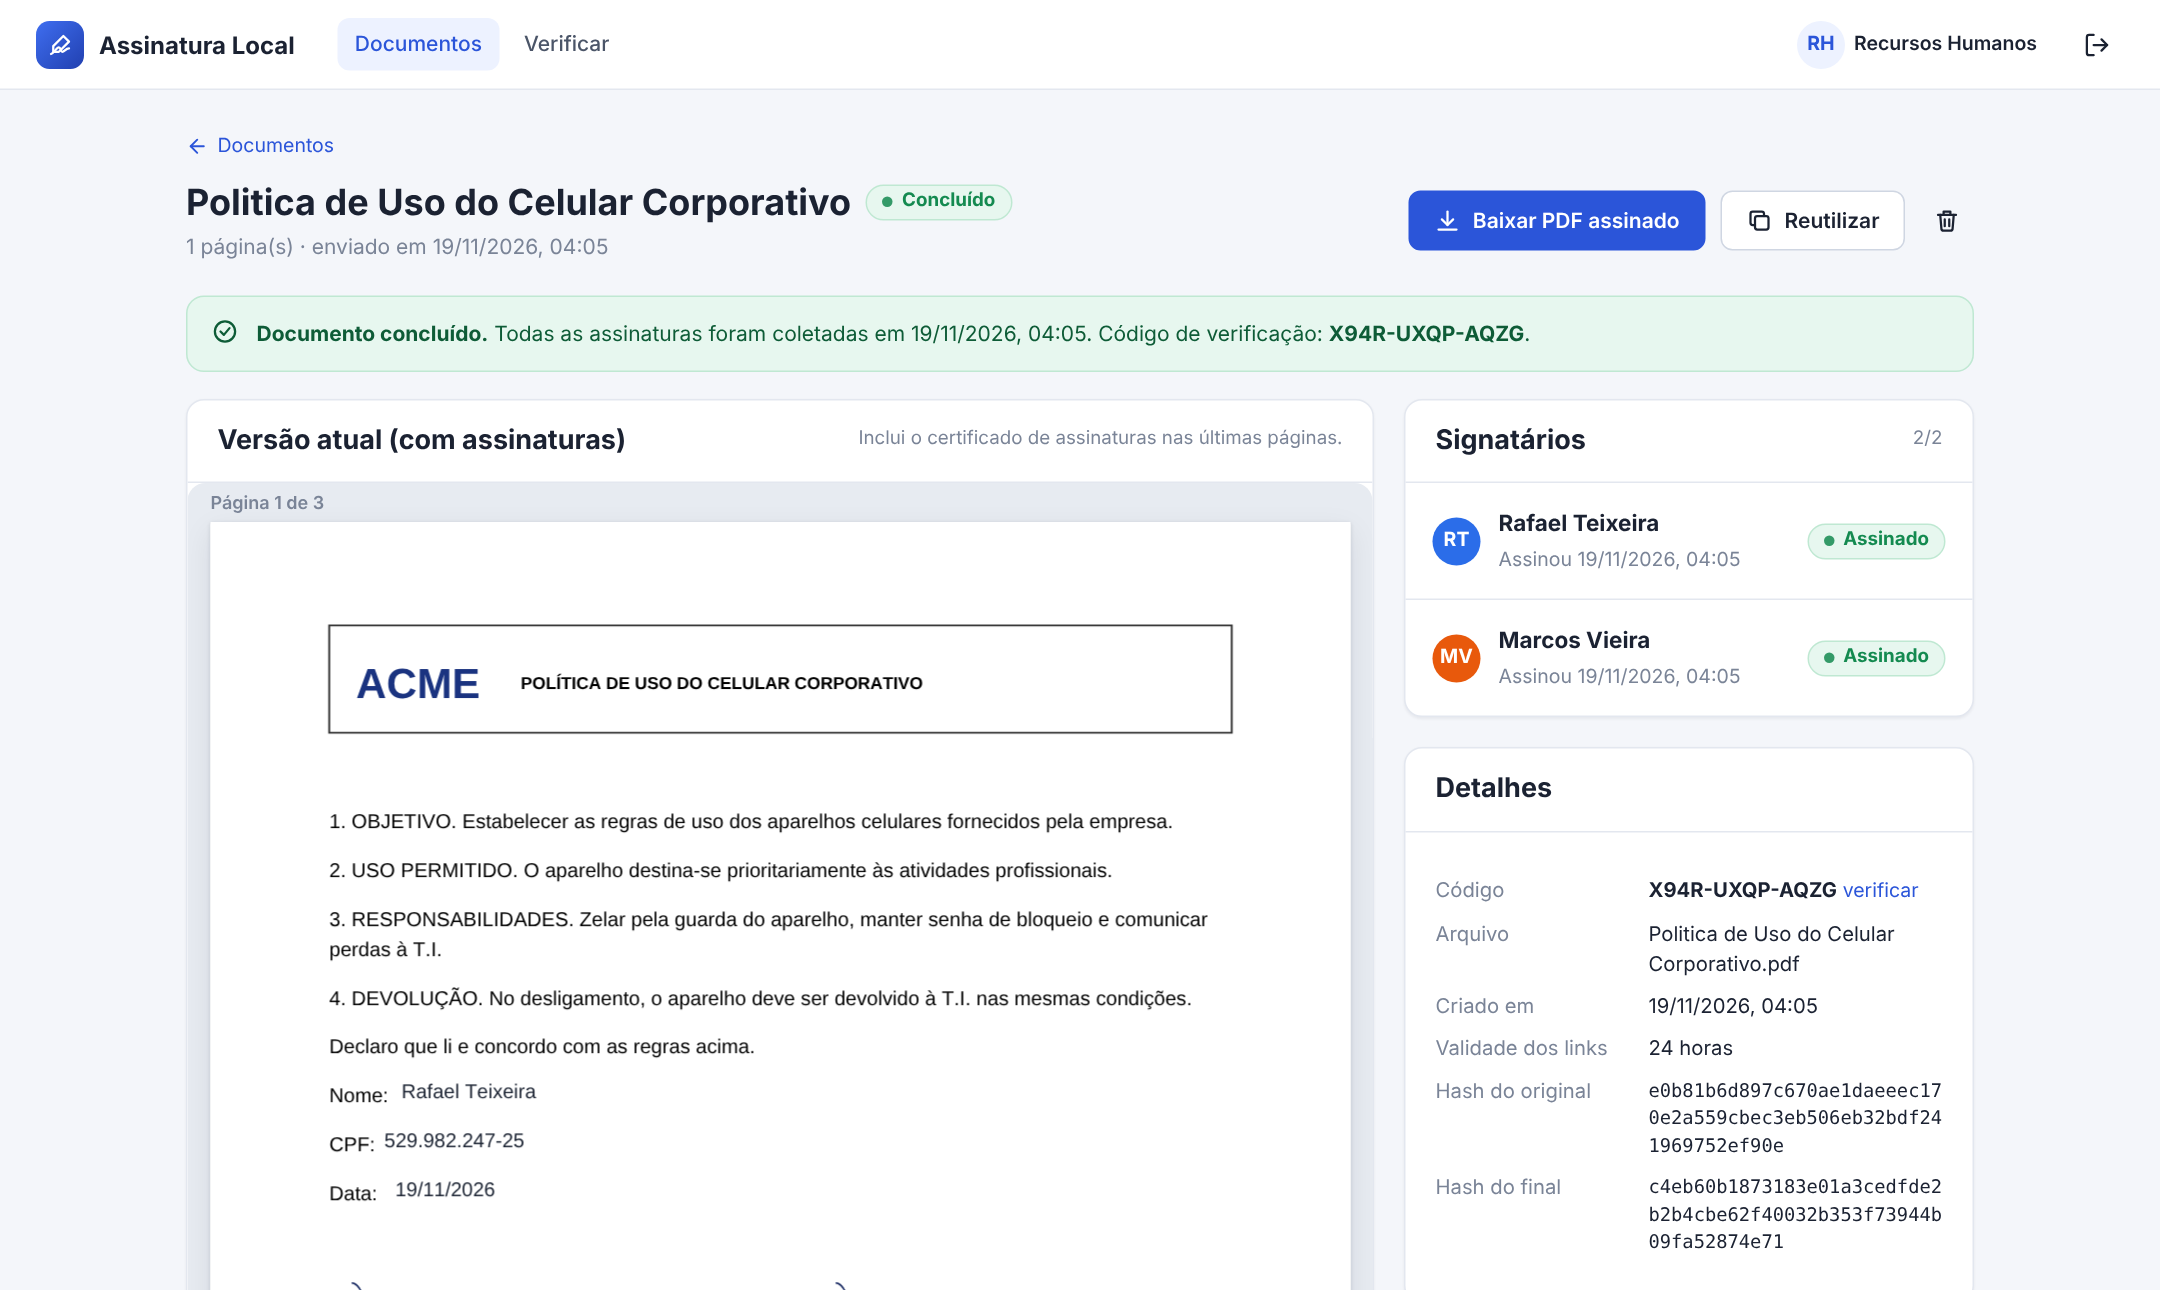 Assinatura Local
Documentos
Verificar
RH
Recursos Humanos
Documentos
Politica de Uso do Celular Corporativo
Concluído
1 página(s) · enviado em 19/11/2026, 04:05
Baixar PDF assinado
Reutilizar
Documento concluído. Todas as assinaturas foram coletadas em 19/11/2026, 04:05. Código de verificação: X94R-UXQP-AQZG.
Versão atual (com assinaturas)
Inclui o certificado de assinaturas nas últimas páginas.
Página 1 de 3
ACME
POLÍTICA DE USO DO CELULAR CORPORATIVO
1. OBJETIVO. Estabelecer as regras de uso dos aparelhos celulares fornecidos pela empresa.
2. USO PERMITIDO. O aparelho destina-se prioritariamente às atividades profissionais.
3. RESPONSABILIDADES. Zelar pela guarda do aparelho, manter senha de bloqueio e comunicar
perdas à T.I.
4. DEVOLUÇÃO. No desligamento, o aparelho deve ser devolvido à T.I. nas mesmas condições.
Declaro que li e concordo com as regras acima.
Nome: Rafael Teixeira
CPF: 529.982.247-25
Data: 19/11/2026
Signatários
2/2
RT
Rafael Teixeira
Assinou 19/11/2026, 04:05
Assinado
MV
Marcos Vieira
Assinou 19/11/2026, 04:05
Assinado
Detalhes
Código
X94R-UXQP-AQZG verificar
Arquivo
Politica de Uso do Celular
Corporativo.pdf
Criado em
19/11/2026, 04:05
Validade dos links
24 horas
Hash do original
e0b81b6d897c670ae1daeeec17
0e2a559cbec3eb506eb32bdf24
1969752ef90e
Hash do final
c4eb60b1873183e01a3cedfde2
b2b4cbe62f40032b353f73944b
09fa52874e71